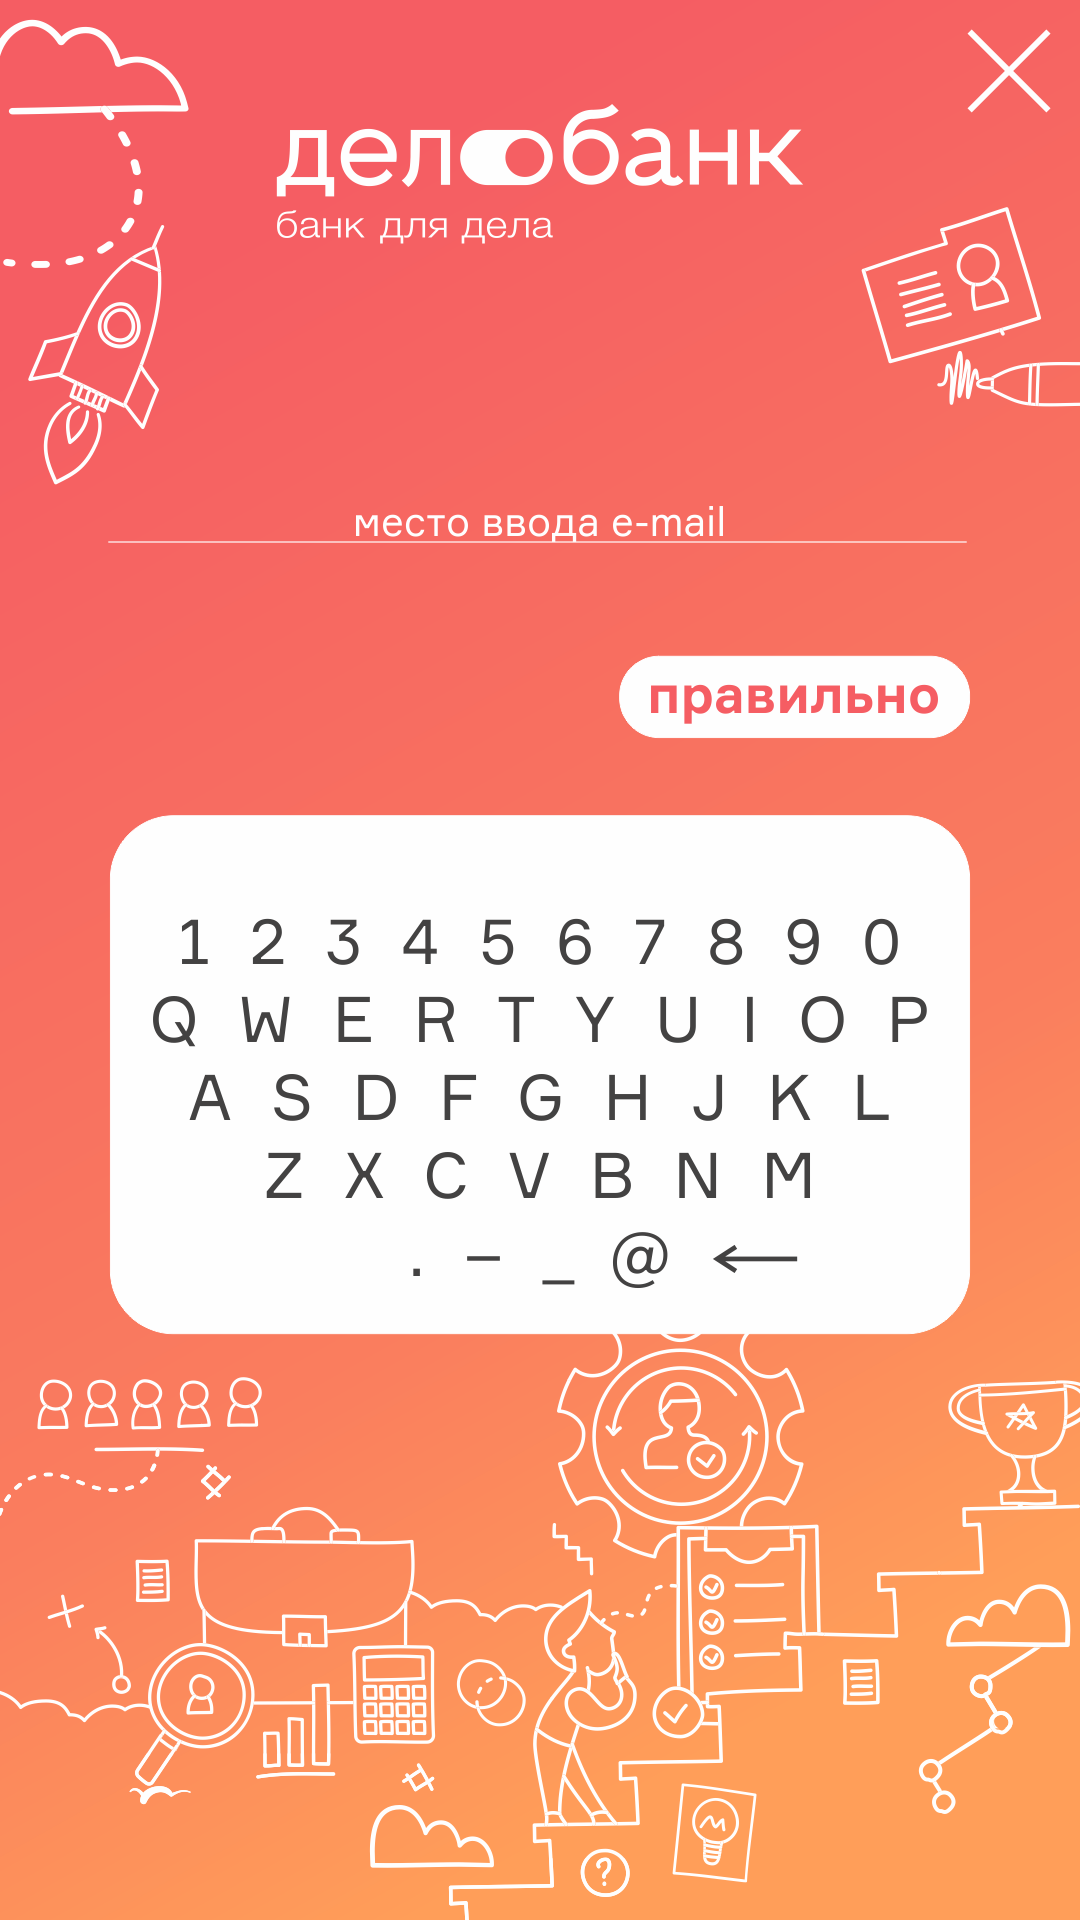 делобанк
банк для дела
место ввода e-mail
правильно
1 2 3 4 5 6 7 8 9 0
Q W E R T Y U I O P
A S D F G H J K L
Z X C V B N M
. – _ @ ←
?